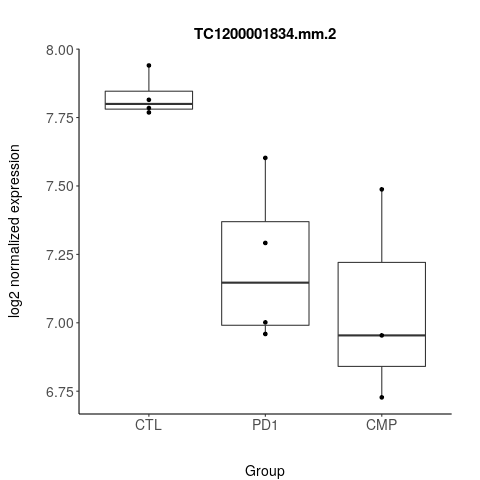 TC1200001834.mm.2
8.00
7.75
7.50
7.25
7.00
6.75
log2 normalized expression
CTL PD1 CMP
Group